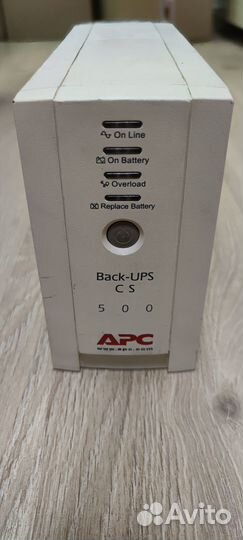 On Line
On Battery
Overload
Replace Battery
Back-UPS
CS
500
APC
www.apc.com
Avito